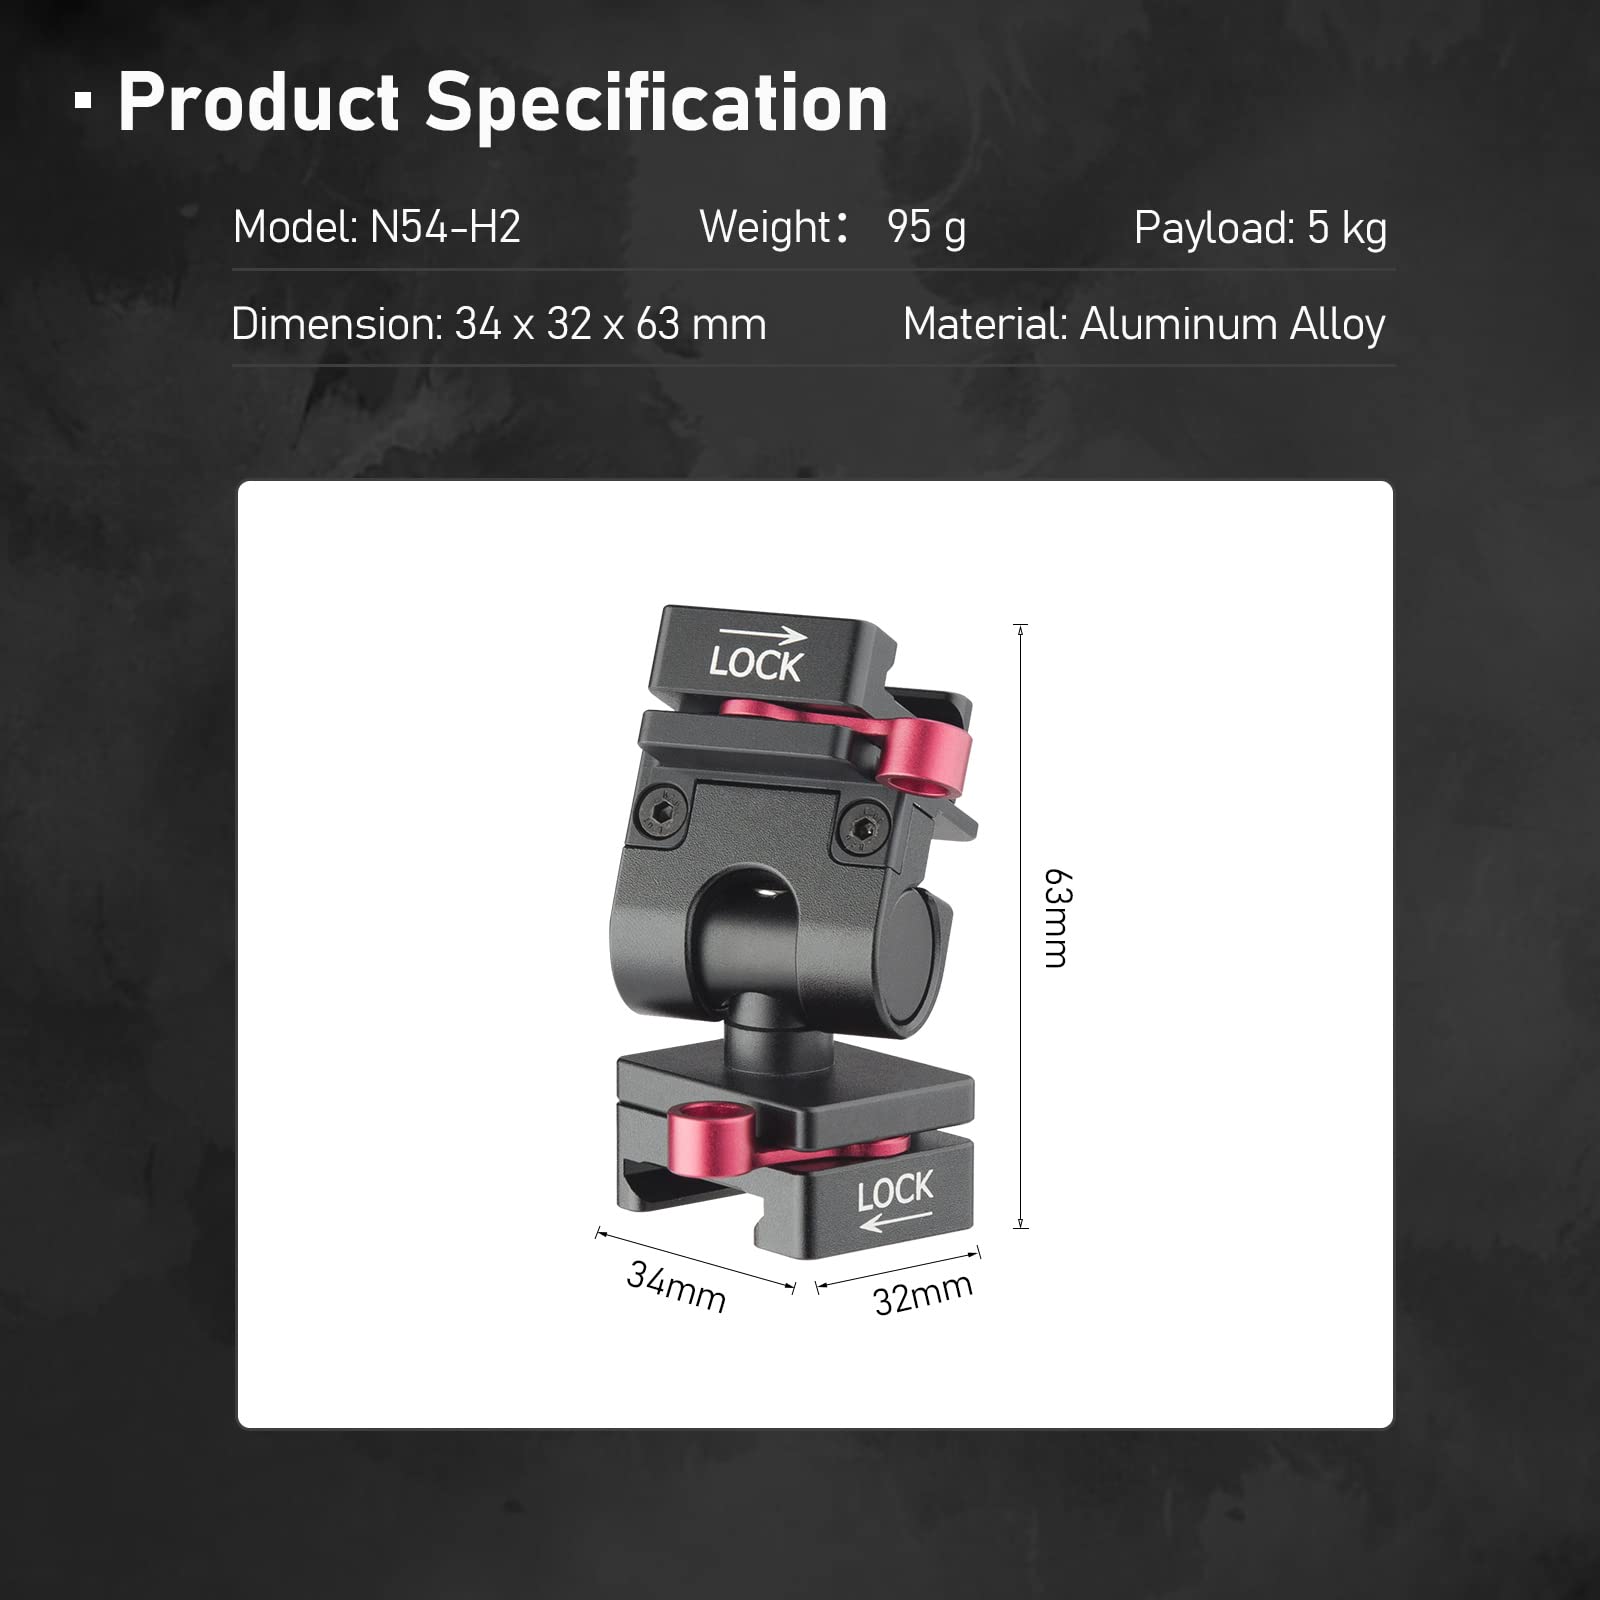 · Product Specification
Model: N54-H2 Weight: 95 g Payload: 5 kg
Dimension: 34 x 32 x 63 mm Material: Aluminum Alloy
LOCK
63mm
LOCK
34mm
32mm